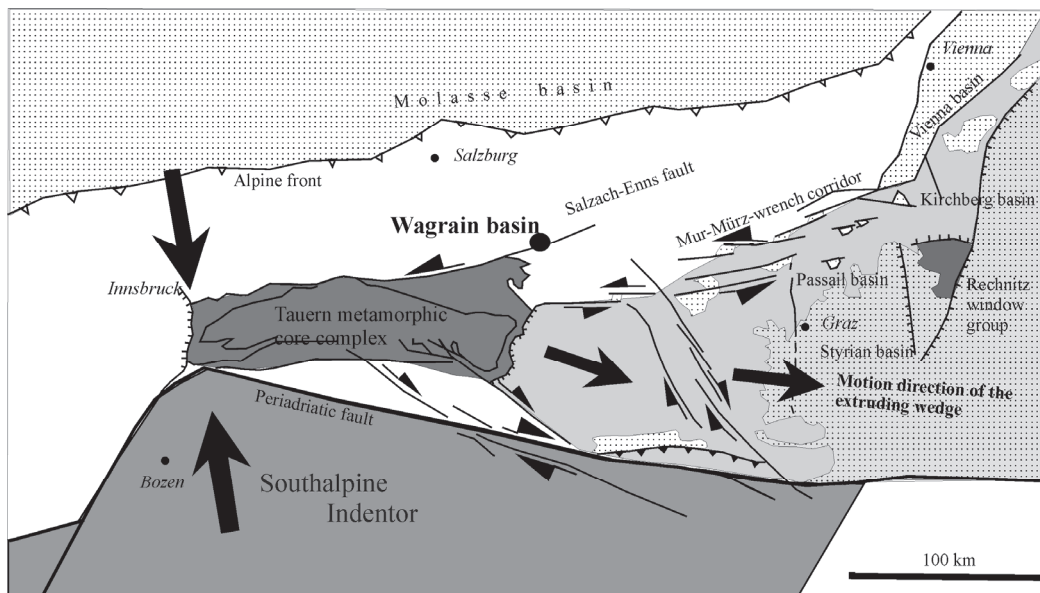 Vienna
Molasse basin
Vienna basin
Salzburg
Alpine front
Salzach-Enns fault
Mur-Mürz-wrench corridor
Kirchberg basin
Wagrain basin
Innsbruck
Passail basin
Rechnitz
window
group
Tauern metamorphic
core complex
Graz
Styrian basin
Motion direction of the
extruding wedge
Periadriatic fault
Bozen
Southalpine
Indentor
100 km